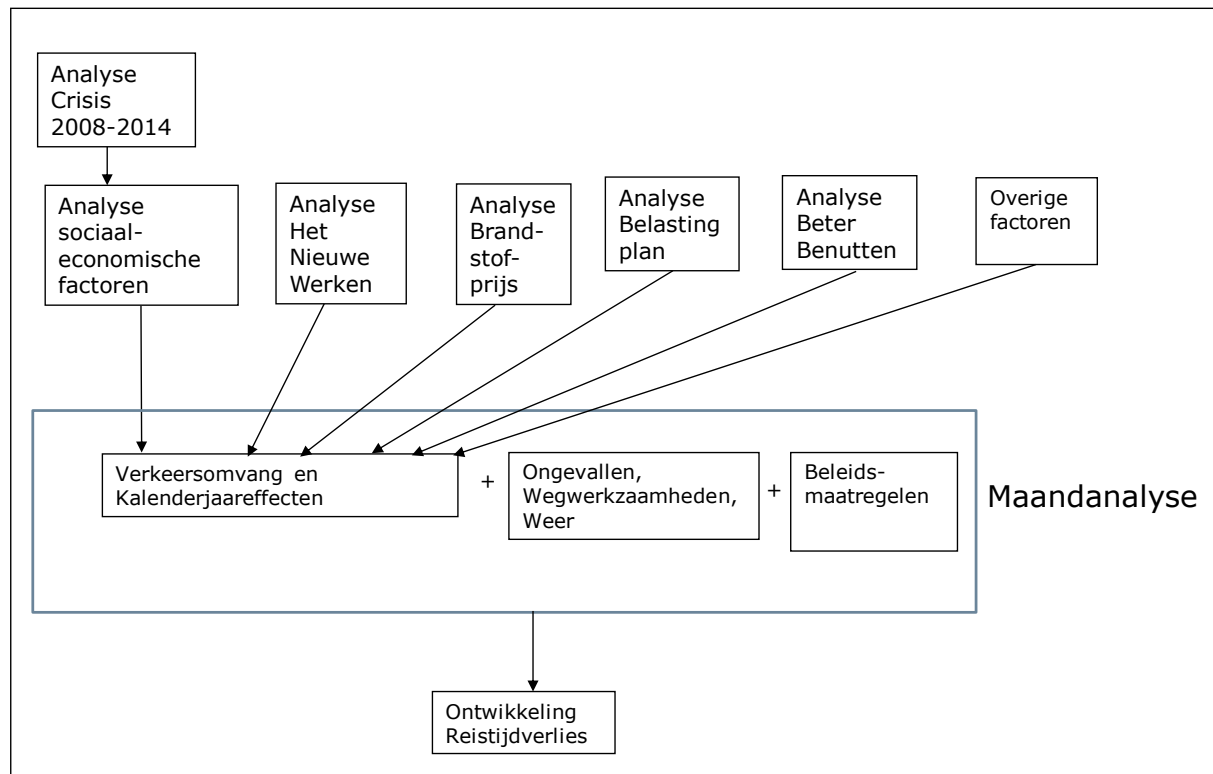 Analyse
Crisis
2008-2014
Analyse
sociaal-
economische
factoren
Analyse
Het
Nieuwe
Werken
Analyse
Brand-
stof-
prijs
Analyse
Belasting
plan
Analyse
Beter
Benutten
Overige
factoren
Verkeersomvang en
Kalenderjaareffecten
+
Ongevallen,
Wegwerkzaamheden,
Weer
+
Beleids-
maatregelen
Maandanalyse
Ontwikkeling
Reistijdverlies